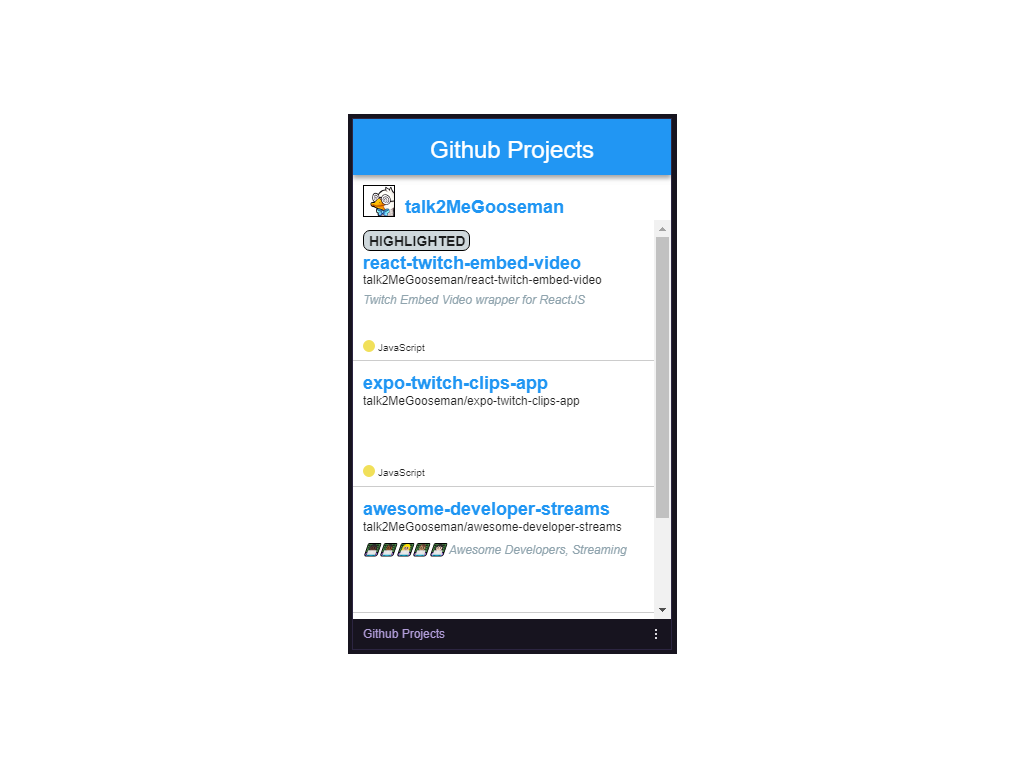 Github Projects
talk2MeGooseman
HIGHLIGHTED
react-twitch-embed-video
talk2MeGooseman/react-twitch-embed-video
Twitch Embed Video wrapper for ReactJS
JavaScript
expo-twitch-clips-app
talk2MeGooseman/expo-twitch-clips-app
JavaScript
awesome-developer-streams
talk2MeGooseman/awesome-developer-streams
Awesome Developers, Streaming
Github Projects